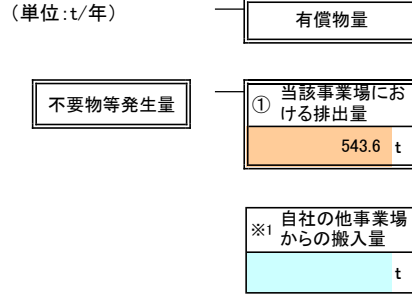 （単位:t/年）
有償物量
不要物等発生量
① 当該事業場にお
ける排出量
543.6 t
※1 自社の他事業場
からの搬入量
t